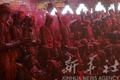 新华社
XINHUA NEWS AGENCY